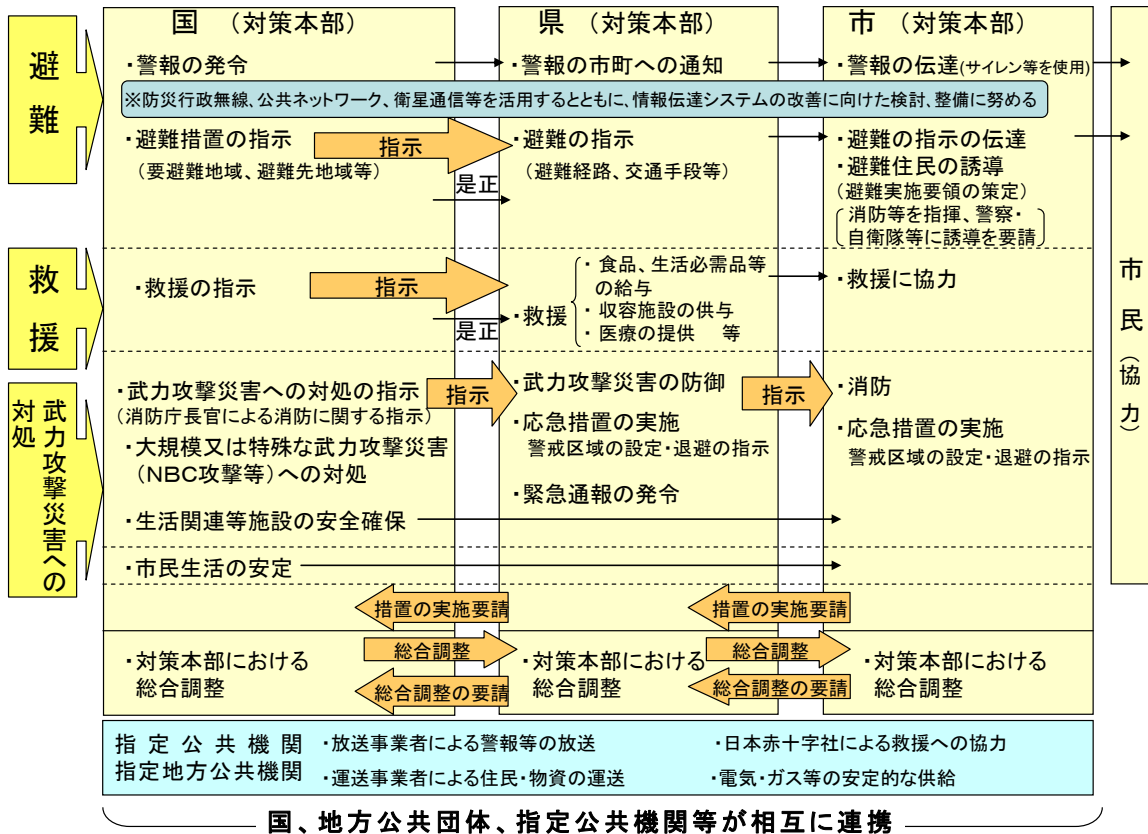 国（対策本部）
県（対策本部）
市（対策本部）
避難
・警報の発令
・警報の市町への通知
・警報の伝達(サイレン等を使用)
※防災行政無線、公共ネットワーク、衛星通信等を活用するとともに、情報伝達システムの改善に向けた検討、整備に努める
・避難措置の指示
（要避難地域、避難先地域等）
指示
是正
・避難の指示
（避難経路、交通手段等）
・避難の指示の伝達
・避難住民の誘導
（避難実施要領の策定）
消防等を指揮、警察・
自衛隊等に誘導を要請
救援
・救援の指示
指示
是正
・救援
・食品、生活必需品等
の給与
・収容施設の供与
・医療の提供　等
・救援に協力
市民（協力）
武力攻撃災害への
対処
・武力攻撃災害への対処の指示
（消防庁長官による消防に関する指示）
・大規模又は特殊な武力攻撃災害
（NBC攻撃等）への対処
・生活関連等施設の安全確保
指示
・武力攻撃災害の防御
・応急措置の実施
警戒区域の設定・退避の指示
・緊急通報の発令
指示
・消防
・応急措置の実施
警戒区域の設定・退避の指示
・市民生活の安定
措置の実施要請
措置の実施要請
・対策本部における
総合調整
総合調整
総合調整の要請
・対策本部における
総合調整
総合調整
総合調整の要請
・対策本部における
総合調整
指定公共機関
指定地方公共機関
・放送事業者による警報等の放送
・日本赤十字社による救援への協力
・運送事業者による住民・物資の運送
・電気・ガス等の安定的な供給
国、地方公共団体、指定公共機関等が相互に連携